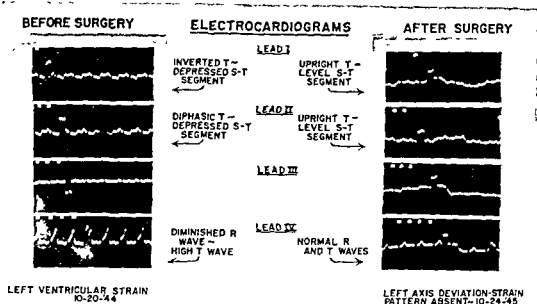 BEFORE SURGERY
ELECTROCARDIOGRAMS
AFTER SURGERY
LEAD I
INVERTED T~
DEPRESSED S-T
SEGMENT
UPRIGHT T~
LEVEL S-T
SEGMENT
LEAD II
DIPHASIC T~
DEPRESSED S-T
SEGMENT
UPRIGHT T~
LEVEL S-T
SEGMENT
LEAD III
LEAD IV
DIMINISHED R
WAVE~
HIGH T WAVE
NORMAL R
AND T WAVES
LEFT VENTRICULAR STRAIN
10-20-'44
LEFT AXIS DEVIATION-STRAIN
PATTERN ABSENT~10-24-'45